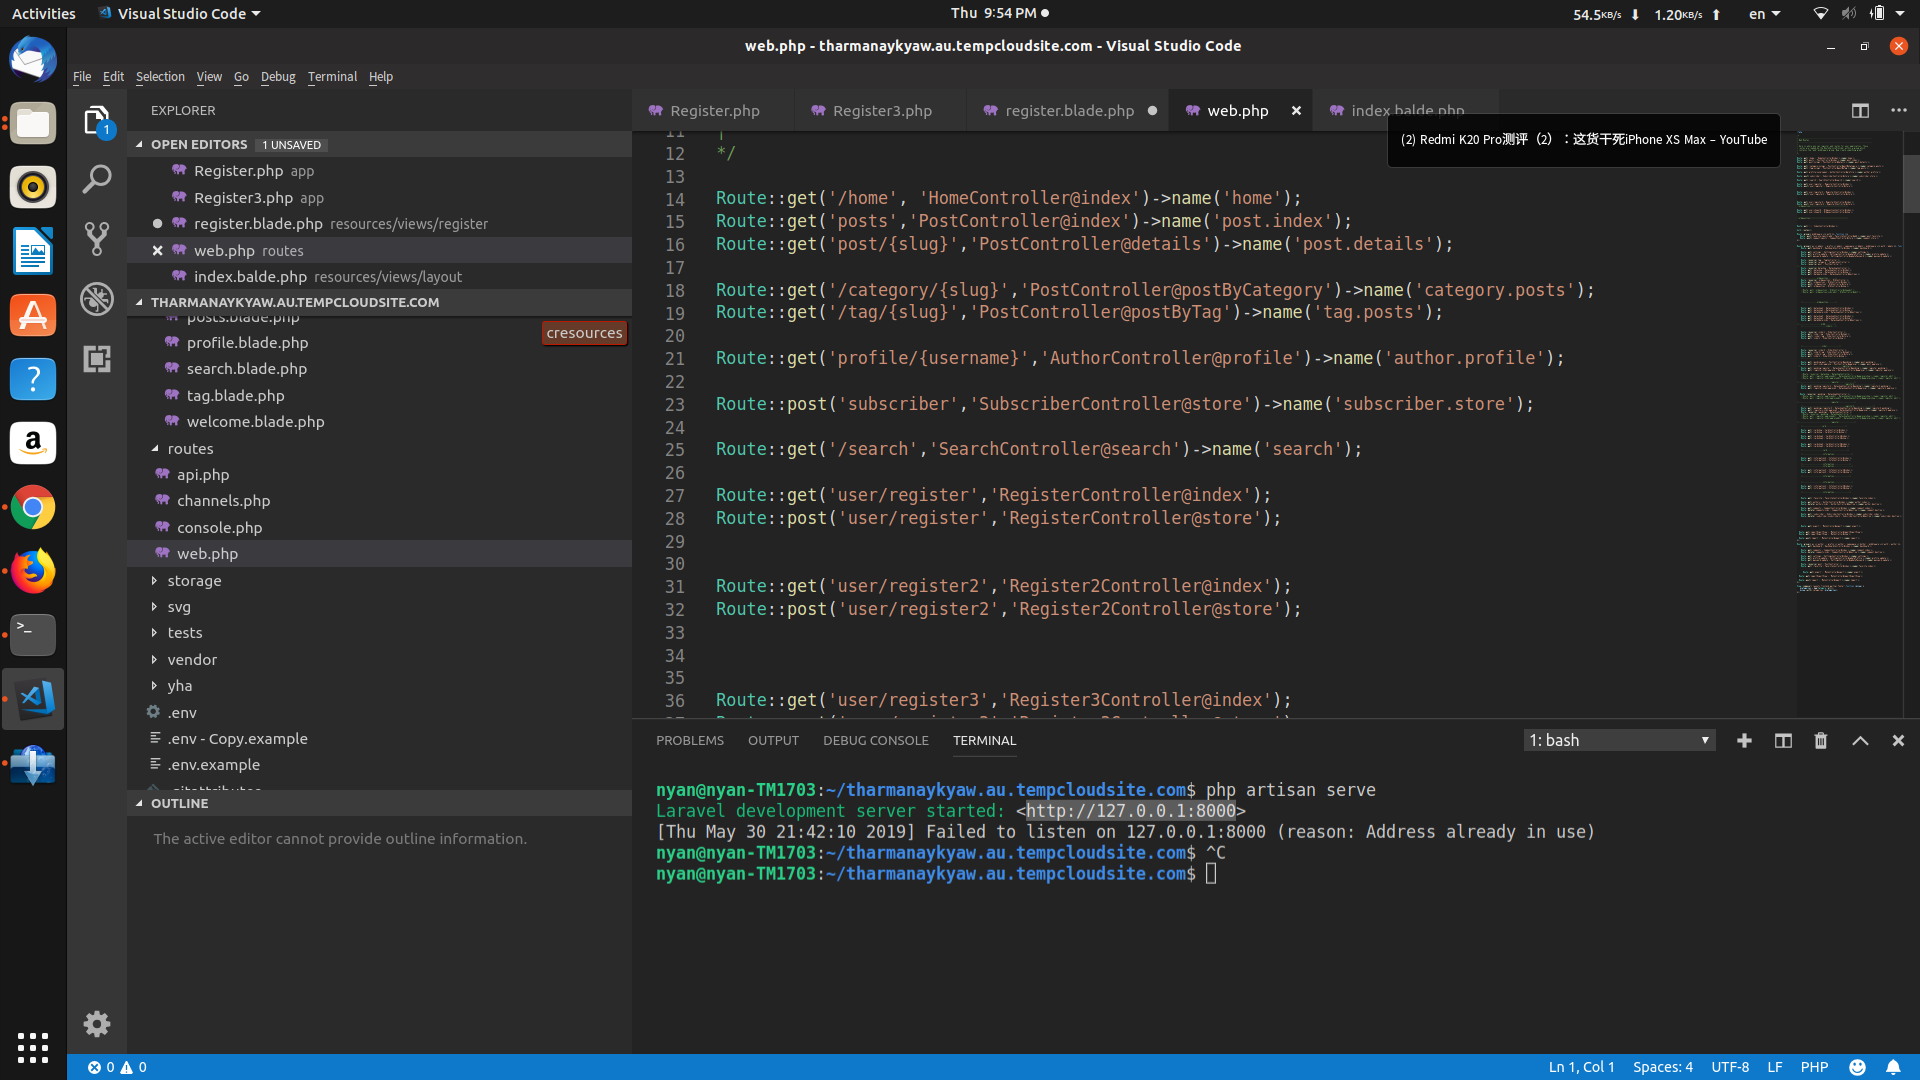 Activities
Visual Studio Code
Thu 9:54 PM
54.5KB/s
1.20KB/s
en
web.php - tharmanaykyaw.au.tempcloudsite.com - Visual Studio Code
File Edit Selection View Go Debug Terminal Help
EXPLORER
1
OPEN EDITORS 1 UNSAVED
Register.php app
Register3.php app
register.blade.php resources/views/register
web.php routes
index.balde.php resources/views/layout
THARMANAYKYAW.AU.TEMPCLOUDSITE.COM
posts.blade.php
cresources
profile.blade.php
search.blade.php
tag.blade.php
welcome.blade.php
routes
api.php
channels.php
console.php
web.php
storage
svg
tests
vendor
yha
.env
.env - Copy.example
.env.example
.gitattributes
OUTLINE
The active editor cannot provide outline information.
Register.php
Register3.php
register.blade.php
web.php
index.balde.php
(2) Redmi K20 Pro测评（2）：这货干死iPhone XS Max – YouTube
11 |
12 */
13
14 Route::get('/home', 'HomeController@index')->name('home');
15 Route::get('posts','PostController@index')->name('post.index');
16 Route::get('post/{slug}','PostController@details')->name('post.details');
17
18 Route::get('/category/{slug}','PostController@postByCategory')->name('category.posts');
19 Route::get('/tag/{slug}','PostController@postByTag')->name('tag.posts');
20
21 Route::get('profile/{username}','AuthorController@profile')->name('author.profile');
22
23 Route::post('subscriber','SubscriberController@store')->name('subscriber.store');
24
25 Route::get('/search','SearchController@search')->name('search');
26
27 Route::get('user/register','RegisterController@index');
28 Route::post('user/register','RegisterController@store');
29
30
31 Route::get('user/register2','Register2Controller@index');
32 Route::post('user/register2','Register2Controller@store');
33
34
35
36 Route::get('user/register3','Register3Controller@index');
PROBLEMS OUTPUT DEBUG CONSOLE TERMINAL
1: bash
nyan@nyan-TM1703:~/tharmanaykyaw.au.tempcloudsite.com$ php artisan serve
Laravel development server started: <http://127.0.0.1:8000>
[Thu May 30 21:42:10 2019] Failed to listen on 127.0.0.1:8000 (reason: Address already in use)
nyan@nyan-TM1703:~/tharmanaykyaw.au.tempcloudsite.com$ ^C
nyan@nyan-TM1703:~/tharmanaykyaw.au.tempcloudsite.com$
0 0
Ln 1, Col 1 Spaces: 4 UTF-8 LF PHP